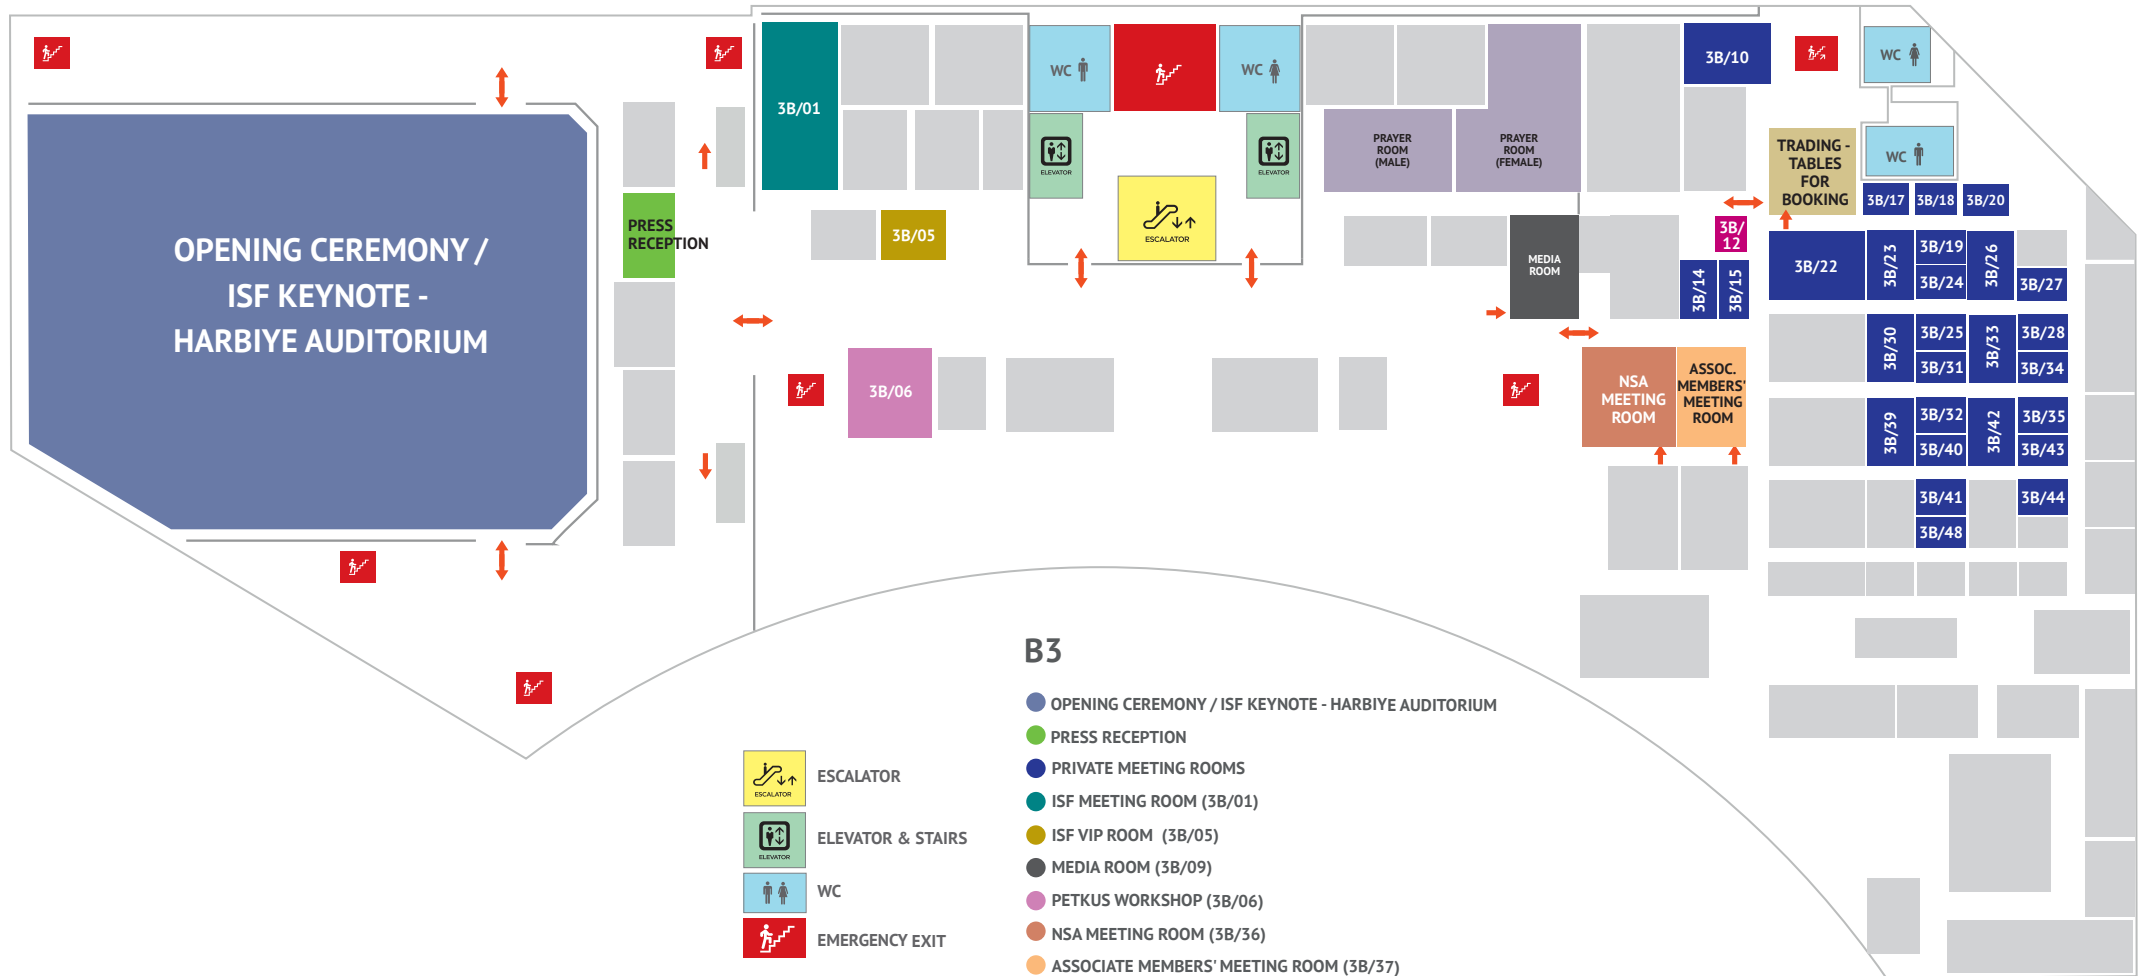 3B/01
WC
WC
3B/10
WC
PRAYER
ROOM
(MALE)
PRAYER
ROOM
(FEMALE)
ELEVATOR
ELEVATOR
TRADING -
TABLES
FOR
BOOKING
WC
3B/17
3B/18
3B/20
PRESS
RECEPTION
3B/05
ESCALATOR
MEDIA
ROOM
3B/
12
3B/14
3B/15
3B/22
3B/23
3B/19
3B/24
3B/26
3B/27
OPENING CEREMONY /
ISF KEYNOTE -
HARBIYE AUDITORIUM
3B/30
3B/25
3B/31
3B/33
3B/28
3B/34
3B/06
NSA
MEETING
ROOM
ASSOC.
MEMBERS'
MEETING
ROOM
3B/39
3B/32
3B/40
3B/42
3B/35
3B/43
3B/41
3B/48
3B/44
B3
OPENING CEREMONY / ISF KEYNOTE - HARBIYE AUDITORIUM
PRESS RECEPTION
PRIVATE MEETING ROOMS
ISF MEETING ROOM (3B/01)
ISF VIP ROOM (3B/05)
MEDIA ROOM (3B/09)
PETKUS WORKSHOP (3B/06)
NSA MEETING ROOM (3B/36)
ASSOCIATE MEMBERS' MEETING ROOM (3B/37)
ESCALATOR
ESCALATOR
ELEVATOR
ELEVATOR & STAIRS
WC
EMERGENCY EXIT